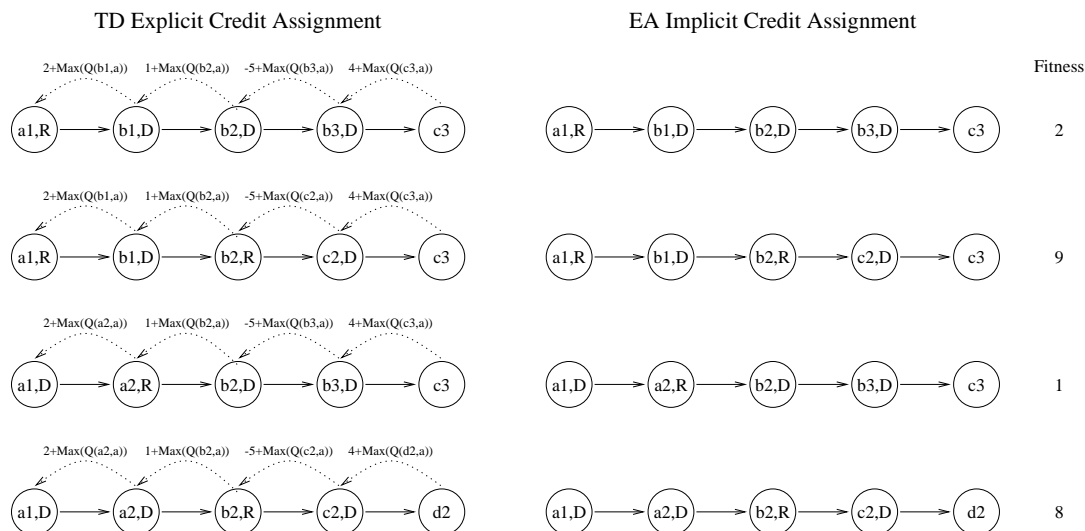 TD Explicit Credit Assignment
EA Implicit Credit Assignment
Fitness
2+Max(Q(b1,a)) 1+Max(Q(b2,a)) -5+Max(Q(b3,a)) 4+Max(Q(c3,a))
a1,R b1,D b2,D b3,D c3
a1,R b1,D b2,D b3,D c3 2
2+Max(Q(b1,a)) 1+Max(Q(b2,a)) -5+Max(Q(c2,a)) 4+Max(Q(c3,a))
a1,R b1,D b2,R c2,D c3
a1,R b1,D b2,R c2,D c3 9
2+Max(Q(a2,a)) 1+Max(Q(b2,a)) -5+Max(Q(b3,a)) 4+Max(Q(c3,a))
a1,D a2,R b2,D b3,D c3
a1,D a2,R b2,D b3,D c3 1
2+Max(Q(a2,a)) 1+Max(Q(b2,a)) -5+Max(Q(c2,a)) 4+Max(Q(d2,a))
a1,D a2,D b2,R c2,D d2
a1,D a2,D b2,R c2,D d2 8